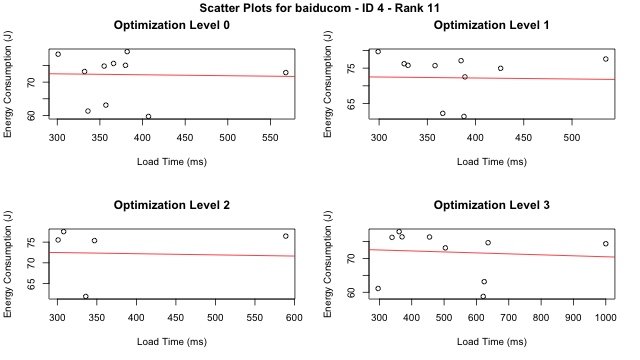 Scatter Plots for baiducom - ID 4 - Rank 11
Optimization Level 0
Energy Consumption (J)
60
70
300
350
400
450
500
550
Load Time (ms)
Optimization Level 1
Energy Consumption (J)
65
75
300
350
400
450
500
Load Time (ms)
Optimization Level 2
Energy Consumption (J)
65
70
75
300
350
400
450
500
550
600
Load Time (ms)
Optimization Level 3
Energy Consumption (J)
60
70
300
400
500
600
700
800
900
1000
Load Time (ms)